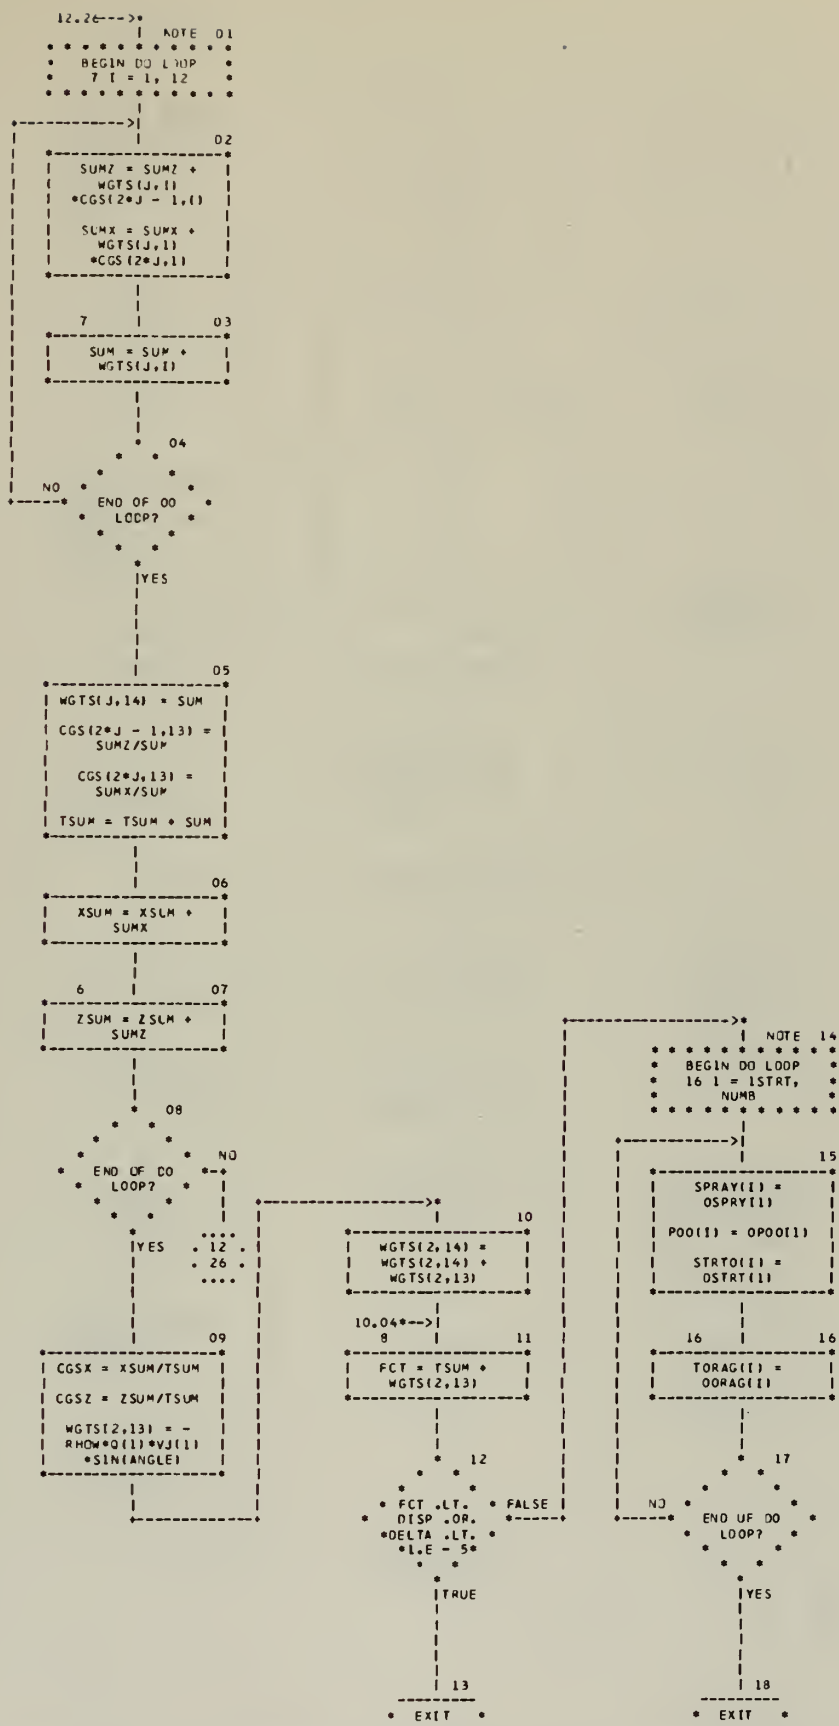 12.26--->*
NOTE 01
BEGIN DO LOOP
7 I = 1, 12
02
SUMZ = SUMZ +
WGTS(J,I)
*CGS(2*J - 1,I)
SUMX = SUMX +
WGTS(J,I)
*CGS(2*J,I)
7 03
SUM = SUM +
WGTS(J,I)
04
NO
END OF DO
LOOP?
YES
05
WGTS(J,14) = SUM
CGS(2*J - 1,13) =
SUMZ/SUM
CGS(2*J,13) =
SUMX/SUM
TSUM = TSUM + SUM
06
XSUM = XSUM +
SUMX
6 07
ZSUM = ZSUM +
SUMZ
08
NO
END OF DO
LOOP?
YES
12
26
09
CGSX = XSUM/TSUM
CGSZ = ZSUM/TSUM
WGTS(2,13) = -
RHOW*Q(1)*VJ(1)
*SIN(ANGLE)
10
WGTS(2,14) =
WGTS(2,14) +
WGTS(2,13)
10.04*-->
8 11
FCT = TSUM +
WGTS(2,13)
12
FCT .LT.
DISP .OR.
DELTA .LT.
1.E - 5
FALSE
TRUE
13
EXIT
NOTE 14
BEGIN DO LOOP
16 I = ISTRT,
NUMB
15
SPRAY(I) =
OSPRY(I)
POO(I) = OPOO(I)
STRTO(I) =
OSTRT(I)
16 16
TORAG(I) =
OORAG(I)
17
NO
END OF DO
LOOP?
YES
18
EXIT